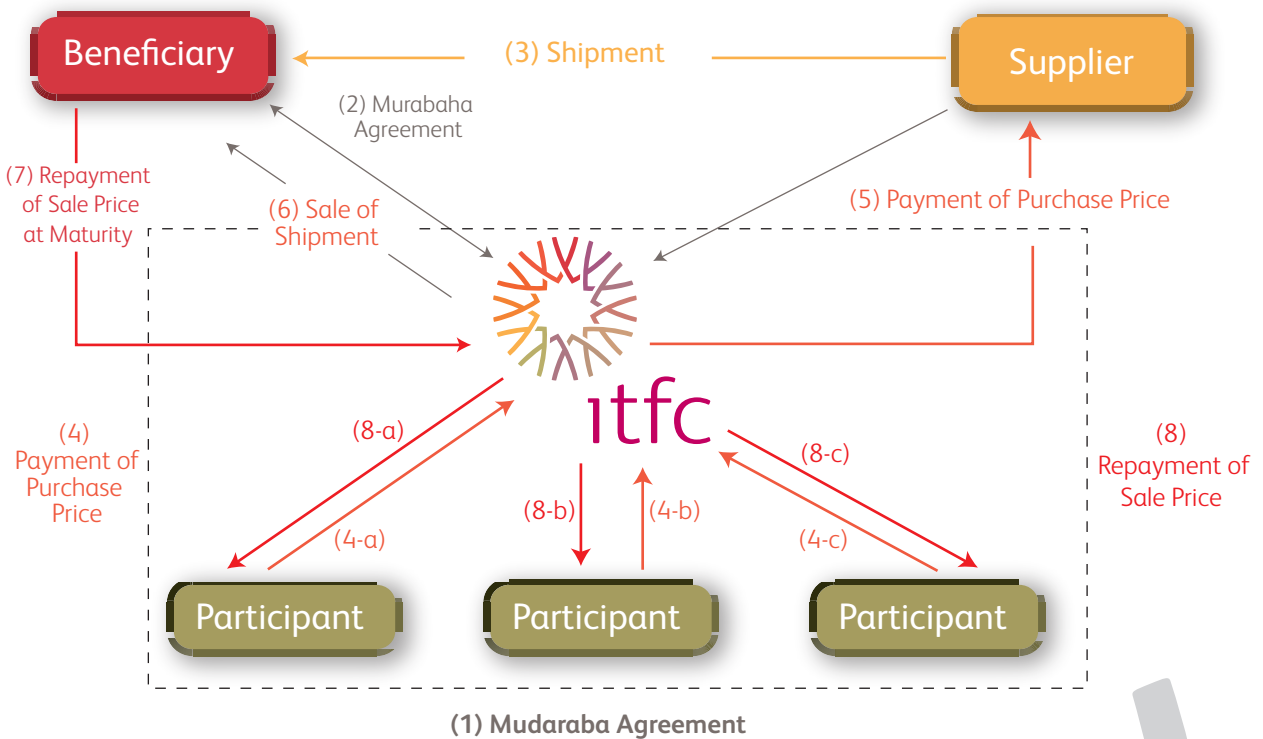 Beneficiary
(3) Shipment
Supplier
(2) Murabaha
Agreement
(7) Repayment
of Sale Price
at Maturity
(6) Sale of
Shipment
(5) Payment of Purchase Price
itfc
(4)
Payment of
Purchase
Price
(8-a)
(4-a)
(8-b)
(4-b)
(8-c)
(4-c)
(8)
Repayment of
Sale Price
Participant
Participant
Participant
(1) Mudaraba Agreement